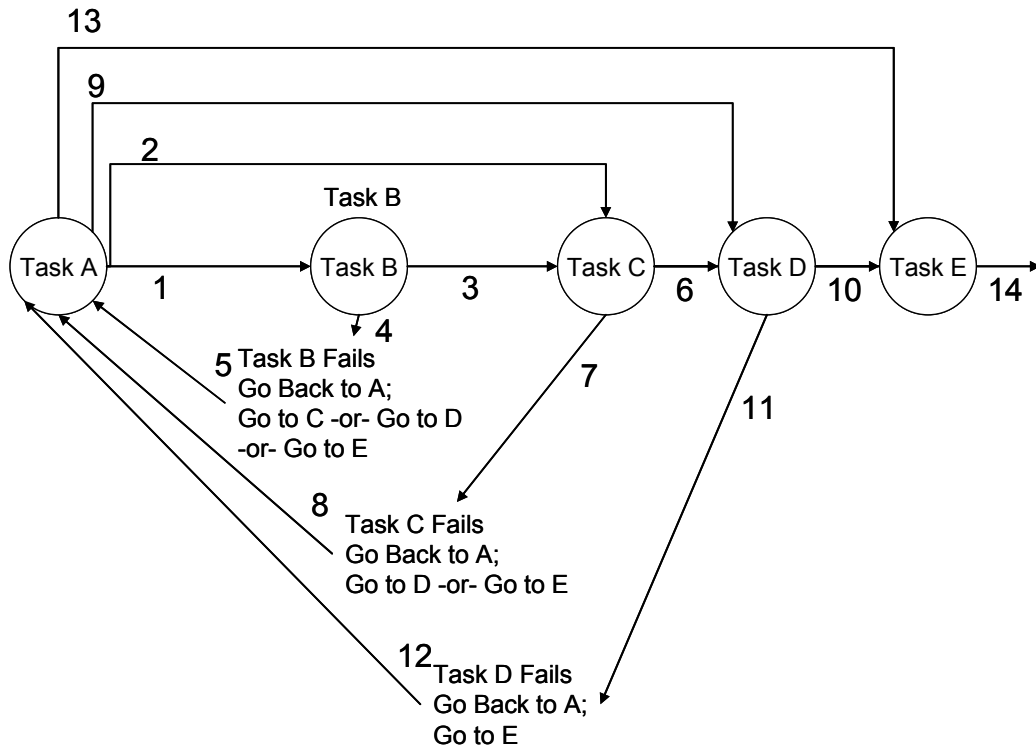 13
9
2
Task B
Task A
Task B
Task C
Task D
Task E
1
3
6
10
14
4
5
Task B Fails
Go Back to A;
Go to C -or- Go to D
-or- Go to E
7
11
8
Task C Fails
Go Back to A;
Go to D -or- Go to E
12
Task D Fails
Go Back to A;
Go to E